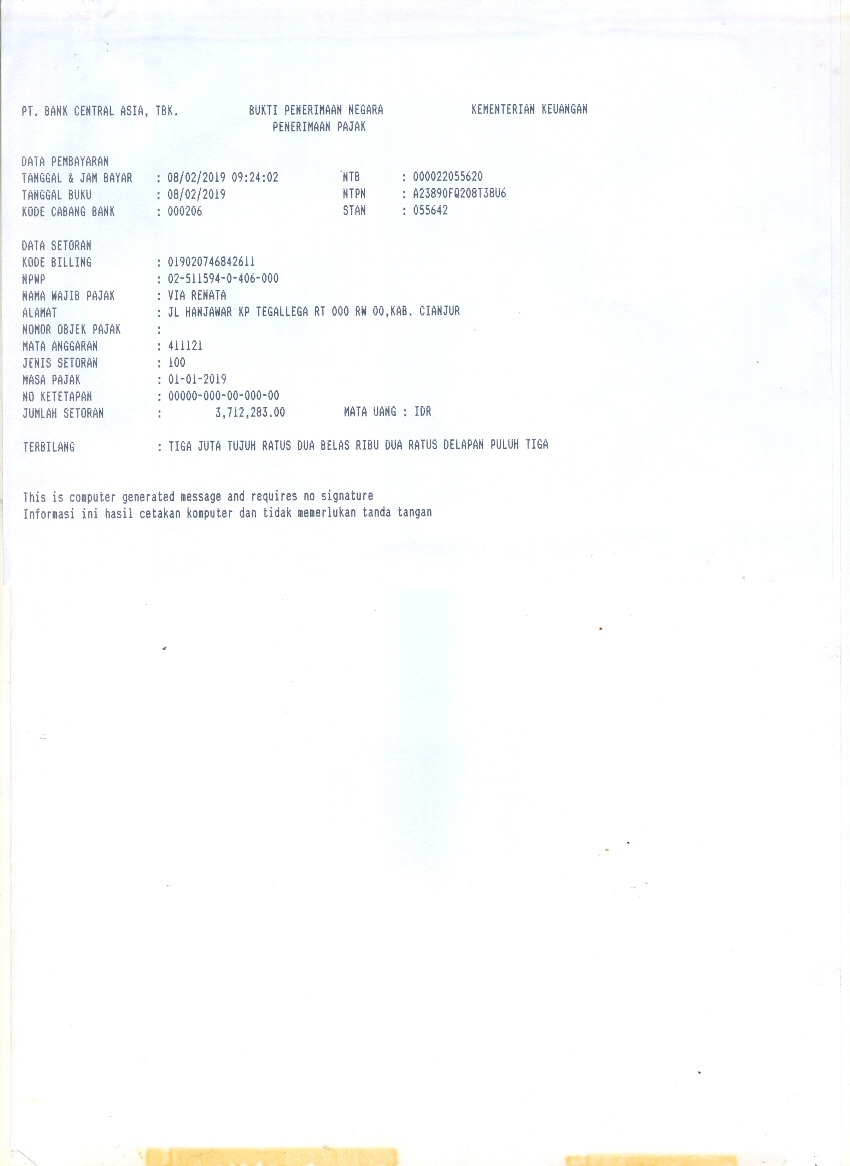 PT. BANK CENTRAL ASIA, TBK. BUKTI PENERIMAAN NEGARA KEMENTERIAN KEUANGAN
PENERIMAAN PAJAK
DATA PEMBAYARAN
TANGGAL & JAM BAYAR : 08/02/2019 09:24:02 NTB : 000022055620
TANGGAL BUKU : 08/02/2019 NTPN : A23890FQ208T38U6
KODE CABANG BANK : 000206 STAN : 055642
DATA SETORAN
KODE BILLING : 019020746842611
NPWP : 02-511594-0-406-000
NAMA WAJIB PAJAK : VIA RENATA
ALAMAT : JL HANJAWAR KP TEGALLEGA RT 000 RW 00,KAB. CIANJUR
NOMOR OBJEK PAJAK :
MATA ANGGARAN : 411121
JENIS SETORAN : 100
MASA PAJAK : 01-01-2019
NO KETETAPAN : 00000-000-00-000-00
JUMLAH SETORAN : 3,712,283.00 MATA UANG : IDR
TERBILANG : TIGA JUTA TUJUH RATUS DUA BELAS RIBU DUA RATUS DELAPAN PULUH TIGA
This is computer generated message and requires no signature
Informasi ini hasil cetakan komputer dan tidak memerlukan tanda tangan